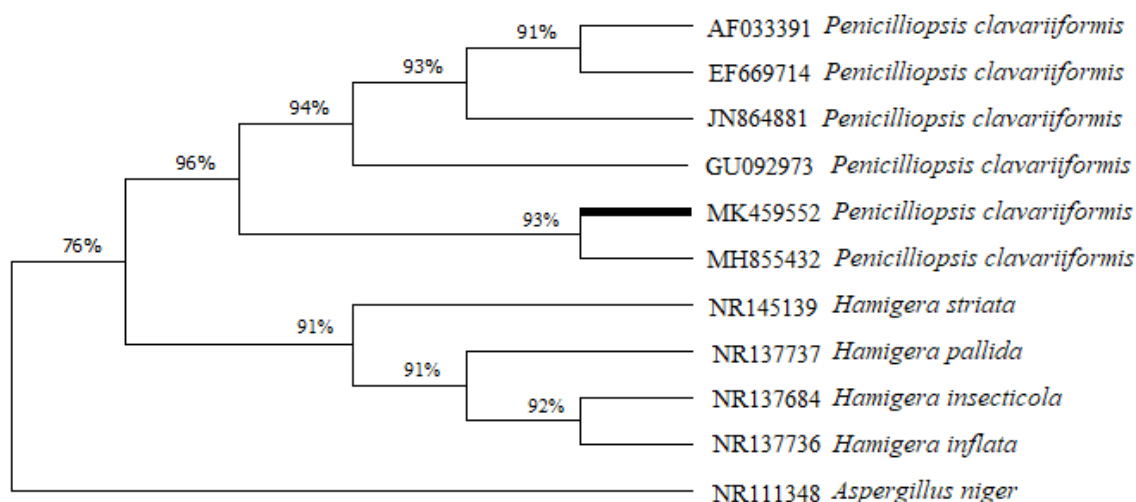 91%
AF033391 Penicilliopsis clavariiformis
93%
EF669714 Penicilliopsis clavariiformis
94%
JN864881 Penicilliopsis clavariiformis
96%
GU092973 Penicilliopsis clavariiformis
93%
MK459552 Penicilliopsis clavariiformis
76%
MH855432 Penicilliopsis clavariiformis
91%
NR145139 Hamigera striata
91%
NR137737 Hamigera pallida
92%
NR137684 Hamigera insecticola
NR137736 Hamigera inflata
NR111348 Aspergillus niger